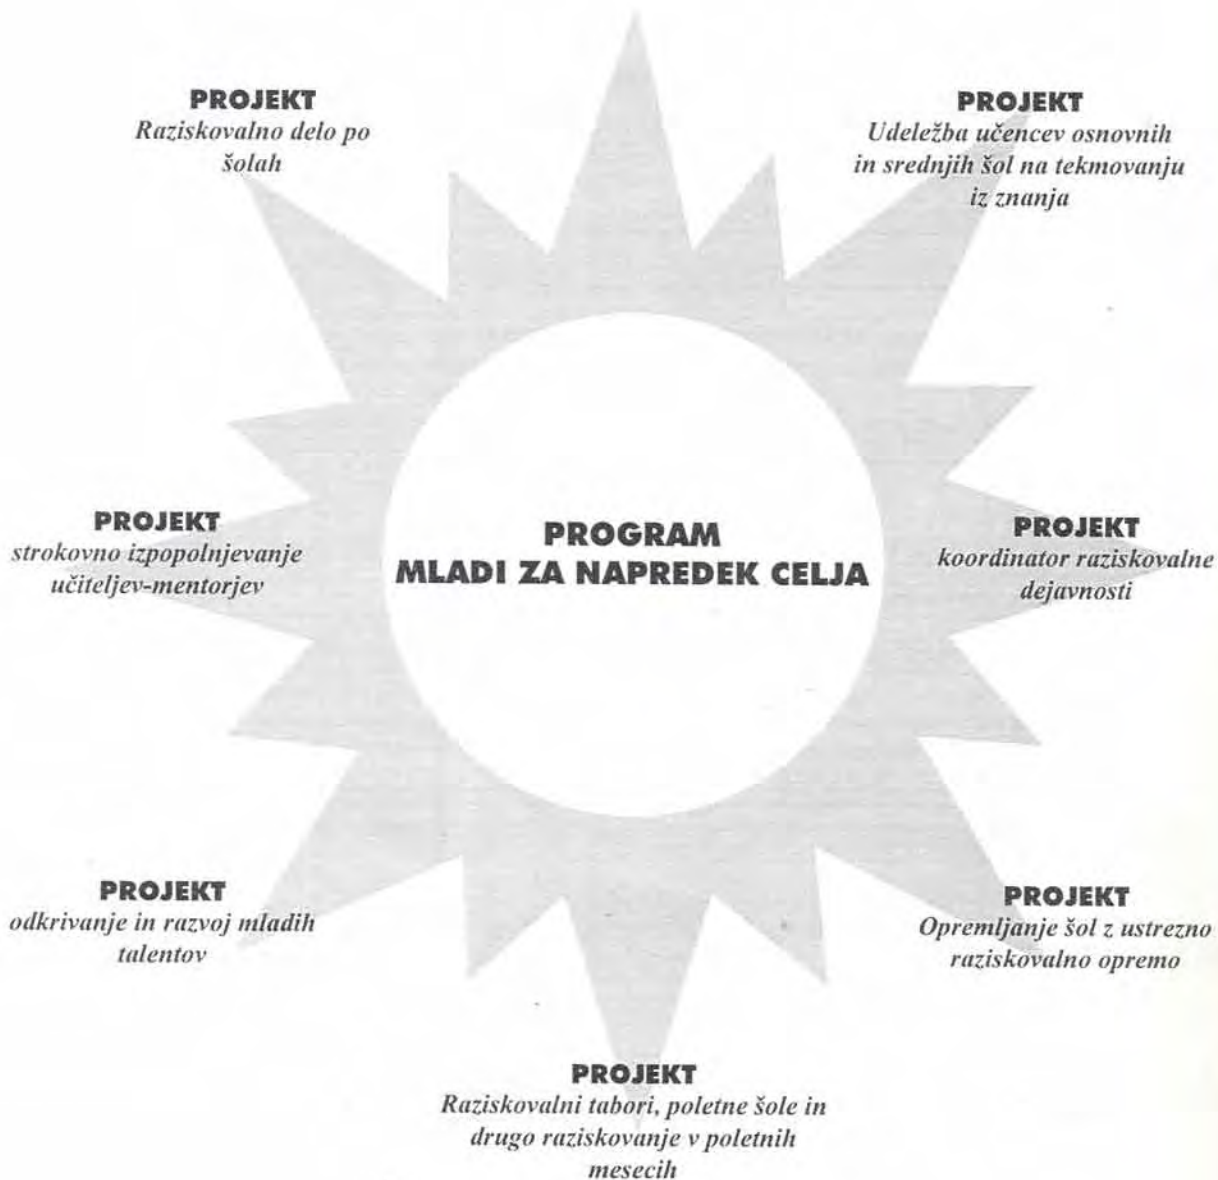 PROJEKT
Raziskovalno delo po
šolah
PROJEKT
Udeležba učencev osnovnih
in srednjih šol na tekmovanju
iz znanja
PROJEKT
strokovno izpopolnjevanje
učiteljev-mentorjev
PROGRAM
MLADI ZA NAPREDEK CELJA
PROJEKT
koordinator raziskovalne
dejavnosti
PROJEKT
odkrivanje in razvoj mladih
talentov
PROJEKT
Opremljanje šol z ustrezno
raziskovalno opremo
PROJEKT
Raziskovalni tabori, poletne šole in
drugo raziskovanje v poletnih
mesecih